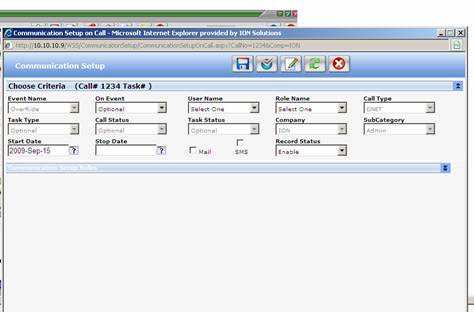 Communication Setup on Call - Microsoft Internet Explorer provided by ION Solutions
http://10.10.10.9/WSS/CommunicationSetup/CommunicationSetupOnCall.aspx?CallNo=1234&Comp=ION
Communication Setup
Choose Criteria (Call# 1234 Task# )
Event Name On Event User Name Role Name Call Type
OverRide Optional Select One Select One DNET
Task Type Call Status Task Status Company SubCategory
Optional Optional Optional ION Admin
Start Date Stop Date Record Status
2009-Sep-15 ? ? Mail SMS Enable
Communication Setup Rules